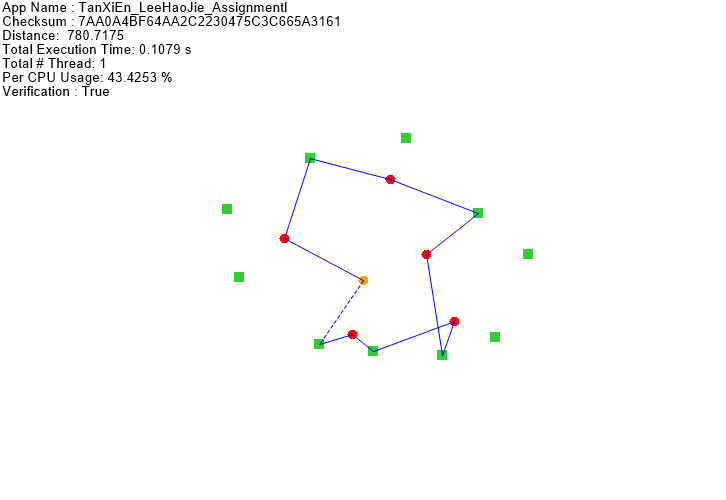 App Name : TanXiEn_LeeHaoJie_AssignmentI
Checksum : 7AA0A4BF64AA2C2230475C3C665A3161
Distance:  780.7175
Total Execution Time: 0.1079 s
Total # Thread: 1
Per CPU Usage: 43.4253 %
Verification : True